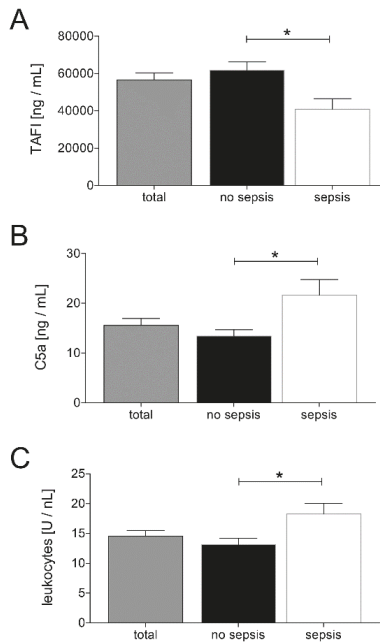 A
TAFI [ng / mL]
80000
60000
40000
20000
0
*
total
no sepsis
sepsis
B
C5a [ng / mL]
30
20
10
0
*
total
no sepsis
sepsis
C
leukocytes [U / nL]
25
20
15
10
5
0
*
total
no sepsis
sepsis